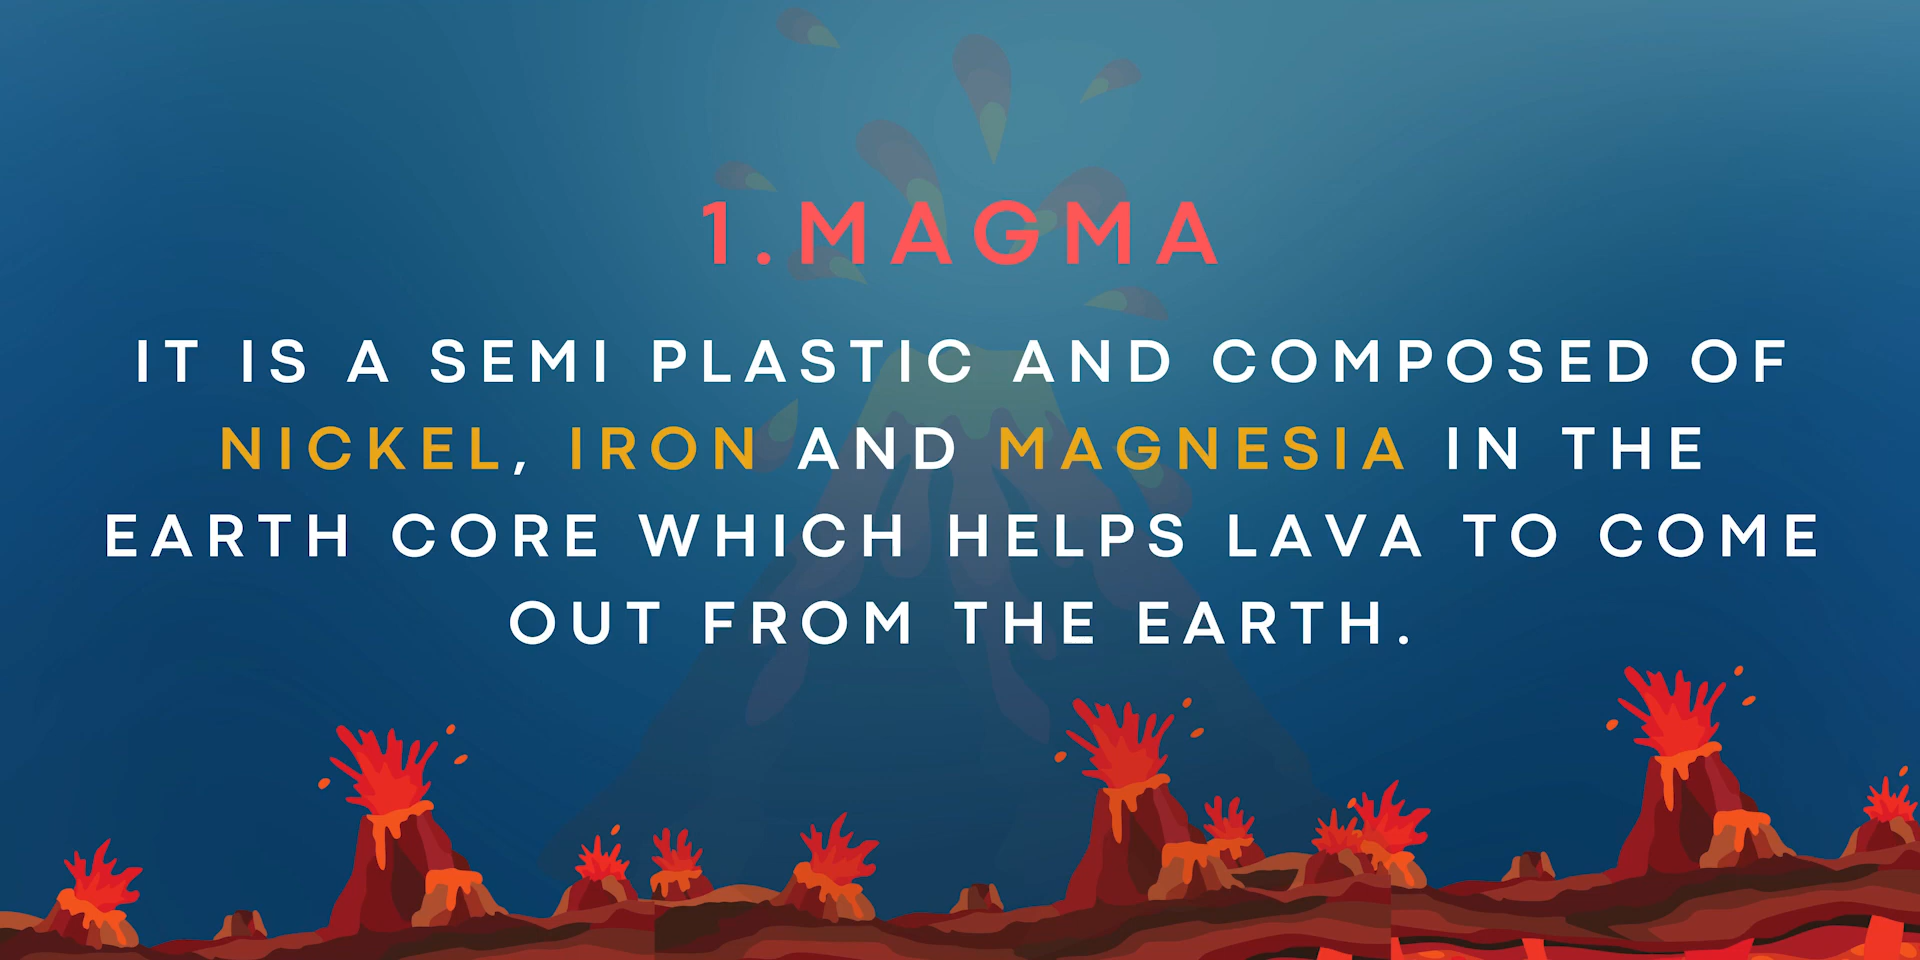 1.MAGMA
IT IS A SEMI PLASTIC AND COMPOSED OF
NICKEL, IRON AND MAGNESIA IN THE
EARTH CORE WHICH HELPS LAVA TO COME
OUT FROM THE EARTH.